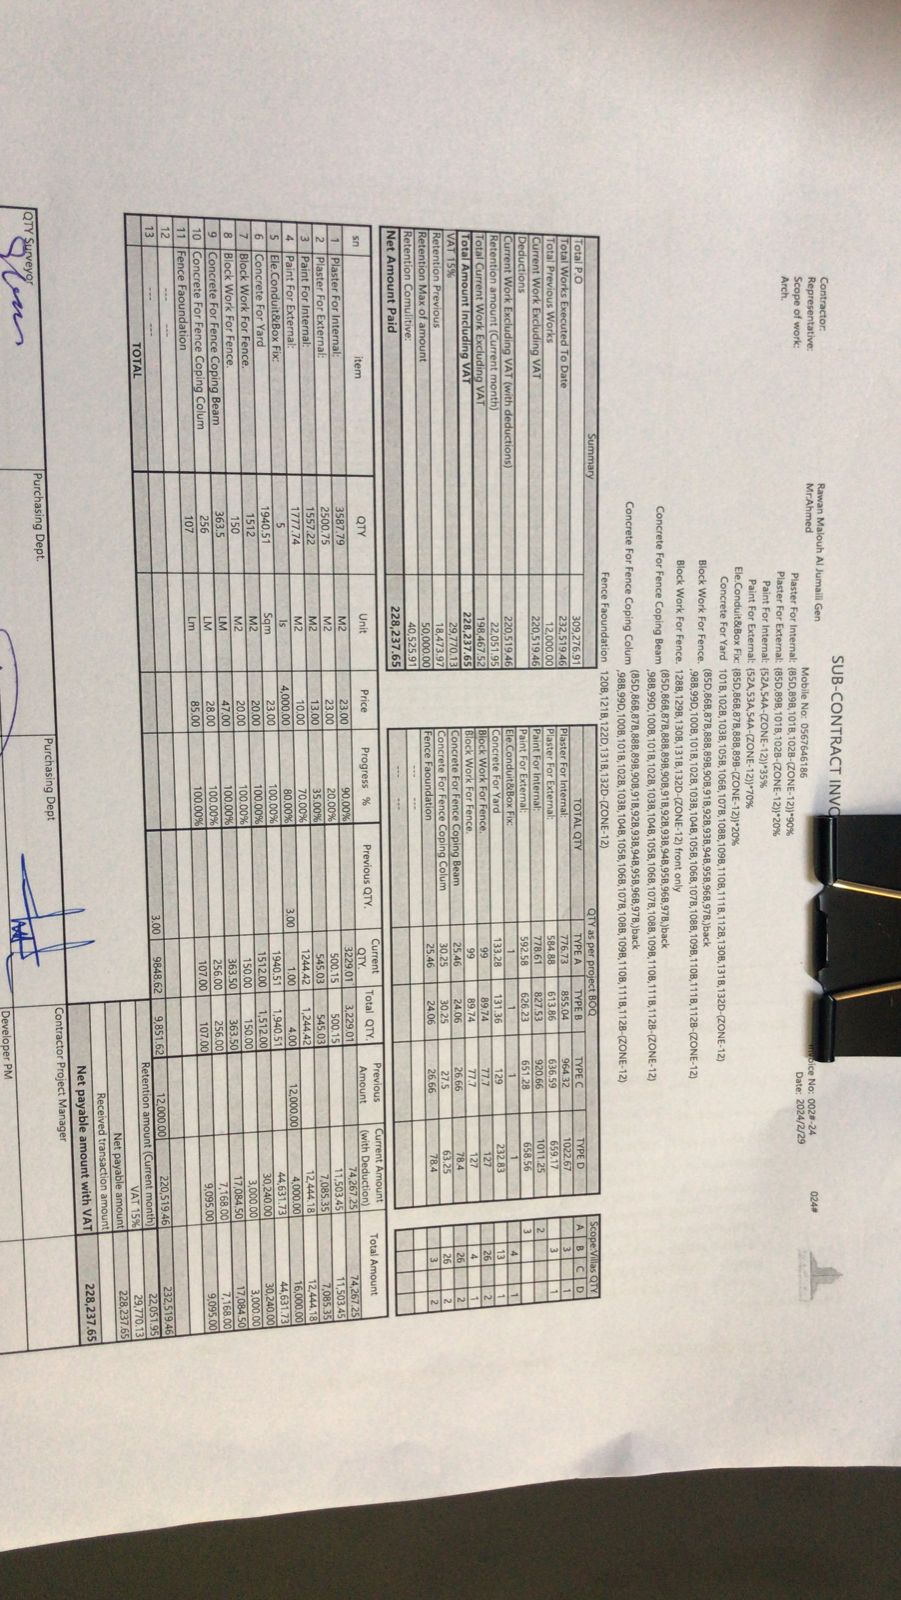 SUB-CONTRACT INVO
Contractor: Rawan Malouh Al Jumaili Gen
Representative: Mr:Ahmed
Scope of work:
Arch.
Mobile No: 0567646186
Invoice No: 002#-24 024#
Date: 2024/2/29
Plaster For Internal: (85D,89B,101B,102B-(ZONE-12))*90%
Plaster For External: (85D,89B,101B,102B-(ZONE-12))*20%
Paint For Internal: (52A,54A-(ZONE-12))*35%
Paint For External: (52A,53A,54A-(ZONE-12))*70%
Ele.Conduit&Box Fix: (85D,86B,87B,88B,89B-(ZONE-12))*20%
Concrete For Yard 101B,102B,103B,105B,106B,107B,108B,109B,110B,111B,112B,130B,131B,132D-(ZONE-12)
Block Work For Fence. (85D,86B,87B,88B,89B,90B,91B,92B,93B,94B,95B,96B,97B,)back
,98B,99D,100B,101B,102B,103B,104B,105B,106B,107B,108B,109B,110B,111B,112B-(ZONE-12)
Block Work For Fence. 128B,129B,130B,131B,132D-(ZONE-12) front only
Concrete For Fence Coping Beam (85D,86B,87B,88B,89B,90B,91B,92B,93B,94B,95B,96B,97B,)back
,98B,99D,100B,101B,102B,103B,104B,105B,106B,107B,108B,109B,110B,111B,112B-(ZONE-12)
Concrete For Fence Coping Colum (85D,86B,87B,88B,89B,90B,91B,92B,93B,94B,95B,96B,97B,)back
,98B,99D,100B,101B,102B,103B,104B,105B,106B,107B,108B,109B,110B,111B,112B-(ZONE-12)
Fence Faoundation 120B,121B,122D,131B,132D-(ZONE-12)
Summary
Total P.O 309,276.91
Total Works Executed To Date 232,519.46
Total Previous Works 12,000.00
Current Work Excluding VAT 220,519.46
Deductions
Current Work Excluding VAT (with deductions) 220,519.46
Retention amount (Current month) 22,051.95
Total Current Work Excluding VAT 198,467.52
Total Amount Including VAT 228,237.65
VAT 15% 29,770.13
Retention Previous 18,473.97
Retention Max of amount 50,000.00
Retention Comulitive: 40,525.91
Net Amount Paid 228,237.65
QTY as per project BOQ
TOTAL QTY TYPE A TYPE B TYPE C TYPE D
Plaster For Internal: 776.73 855.04 964.32 1022.67
Plaster For External: 584.88 613.86 636.59 659.17
Paint For Internal: 778.61 827.53 920.66 1011.25
Paint For External: 592.58 626.23 651.28 658.56
Ele.Conduit&Box Fix: 1 1 1 1
Concrete For Yard 133.28 131.36 129 232.83
Block Work For Fence. 99 89.74 77.7 127
Block Work For Fence. 99 89.74 77.7 127
Concrete For Fence Coping Beam 25.46 24.06 26.66 78.4
Concrete For Fence Coping Colum 30.25 30.25 27.5 63.25
Fence Faoundation 25.46 24.06 26.66 78.4
--- ---
--- ---
Scope:Villas QTY
A B C D
3 1
3 1
2
3
4 1
13 1
26 2
4 1
26 2
26 2
3 2
sn item QTY Unit Price Progress % Previous QTY. Current QTY. Total QTY. Previous Amount Current Amount (with Deduction) Total Amount
1 Plaster For Internal: 3587.79 M2 23.00 90.00% 3229.01 3,229.01 74,267.25 74,267.25
2 Plaster For External: 2500.75 M2 23.00 20.00% 500.15 500.15 11,503.45 11,503.45
3 Paint For Internal: 1557.22 M2 13.00 35.00% 545.03 545.03 7,085.35 7,085.35
4 Paint For External: 1777.74 M2 10.00 70.00% 1244.42 1,244.42 12,444.18 12,444.18
5 Ele.Conduit&Box Fix: 5 ls 4,000.00 80.00% 3.00 1.00 4.00 12,000.00 4,000.00 16,000.00
6 Concrete For Yard 1940.51 Sqm 23.00 100.00% 1940.51 1,940.51 44,631.73 44,631.73
7 Block Work For Fence. 1512 M2 20.00 100.00% 1512.00 1,512.00 30,240.00 30,240.00
8 Block Work For Fence. 150 M2 20.00 100.00% 150.00 150.00 3,000.00 3,000.00
9 Concrete For Fence Coping Beam 363.5 LM 47.00 100.00% 363.50 363.50 17,084.50 17,084.50
10 Concrete For Fence Coping Colum 256 LM 28.00 100.00% 256.00 256.00 7,168.00 7,168.00
11 Fence Faoundation 107 Lm 85.00 100.00% 107.00 107.00 9,095.00 9,095.00
12 --- ---
13 --- ---
TOTAL 3.00 9848.62 9,851.62 12,000.00 220,519.46 232,519.46
Retention amount (Current month) 22,051.95
VAT 15% 29,770.13
Net payable amount 228,237.65
Received transaction amount
Net payable amount with VAT 228,237.65
QTY Surveyor Purchasing Dept. Purchasing Dept Contractor Project Manager
Developer PM